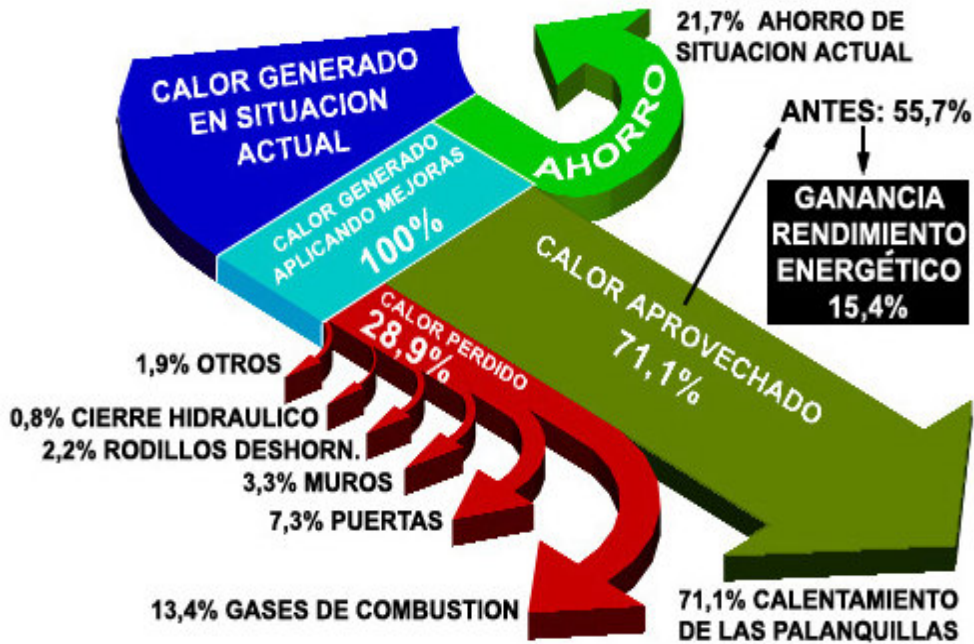 CALOR GENERADO
EN SITUACION
ACTUAL
21,7% AHORRO DE
SITUACION ACTUAL
AHORRO
ANTES: 55,7%
GANANCIA
RENDIMIENTO
ENERGÉTICO
15,4%
CALOR GENERADO
APLICANDO MEJORAS
100%
CALOR APROVECHADO
71,1%
CALOR PERDIDO
28,9%
1,9% OTROS
0,8% CIERRE HIDRAULICO
2,2% RODILLOS DESHORN.
3,3% MUROS
7,3% PUERTAS
13,4% GASES DE COMBUSTION
71,1% CALENTAMIENTO
DE LAS PALANQUILLAS